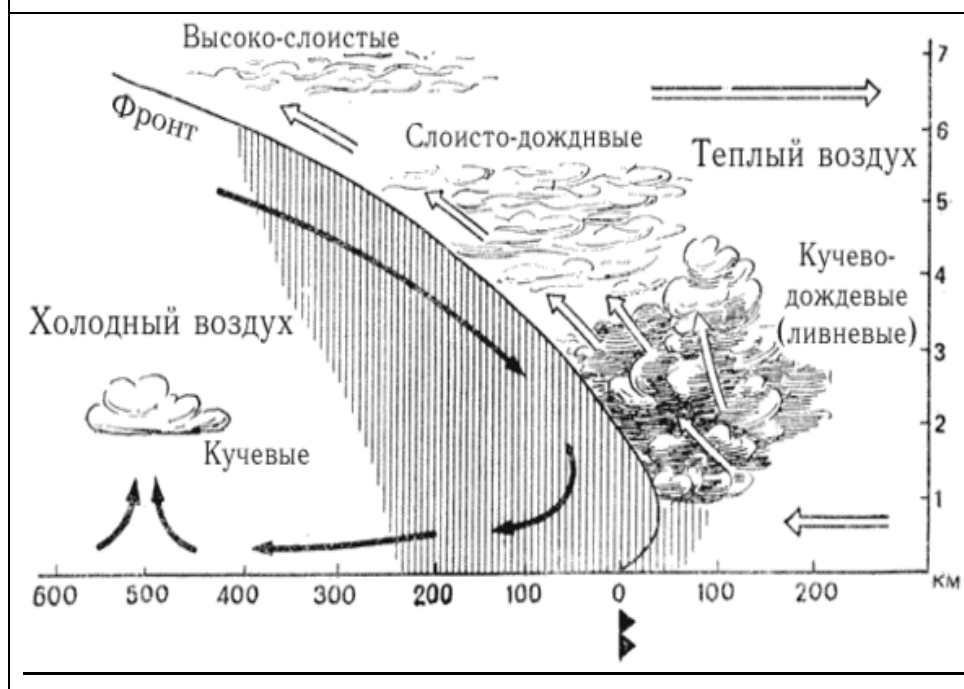 Высоко-слоистые
Фронт
Слоисто-дожднвые
Теплый воздух
Кучево-
дождевые
(ливневые)
Холодный воздух
Кучевые
7
6
5
4
3
2
1
км
600 500 400 300 200 100 0 100 200